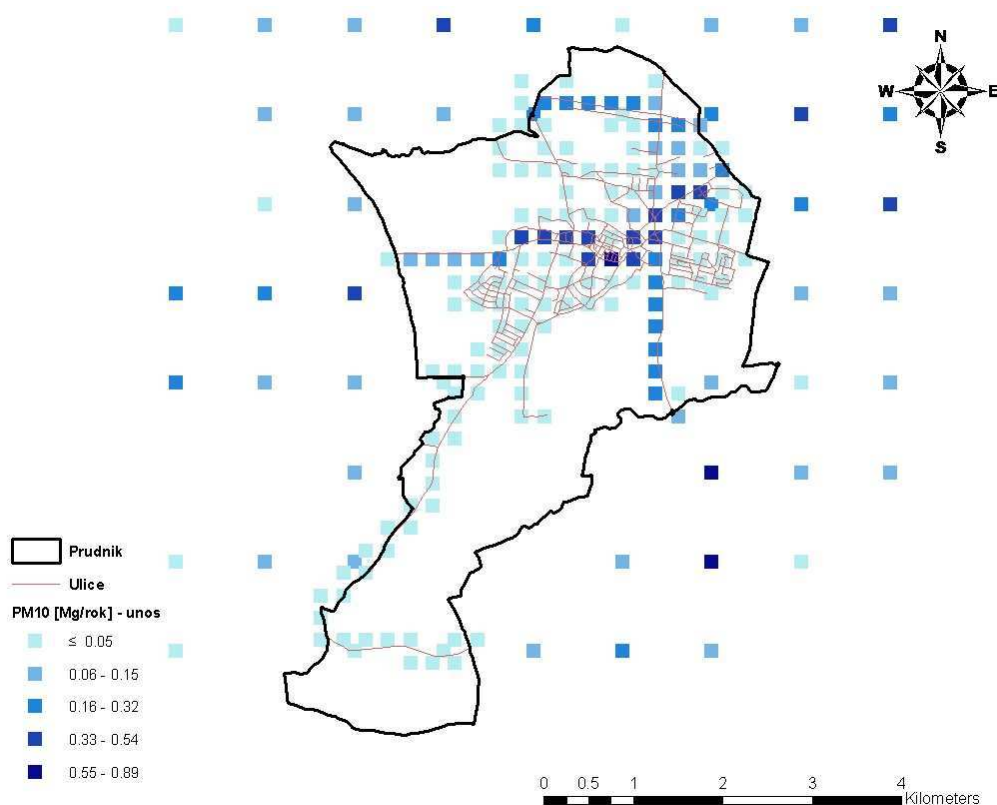 N
W E
S
Prudnik
Ulice
PM10 [Mg/rok] - unos
≤ 0.05
0.06 - 0.15
0.16 - 0.32
0.33 - 0.54
0.55 - 0.89
0 0.5 1 2 3 4
Kilometers